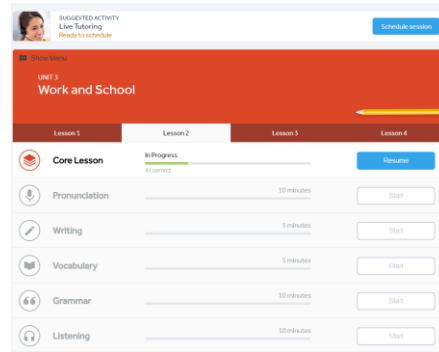 SUGGESTED ACTIVITY
Live Tutoring
Ready to schedule
Schedule session
Show Menu
UNIT 3
Work and School
Lesson 1
Lesson 2
Lesson 3
Lesson 4
Core Lesson
In Progress
Resume
Pronunciation
10 minutes
Start
Writing
5 minutes
Start
Vocabulary
5 minutes
Start
Grammar
10 minutes
Start
Listening
10 minutes
Start